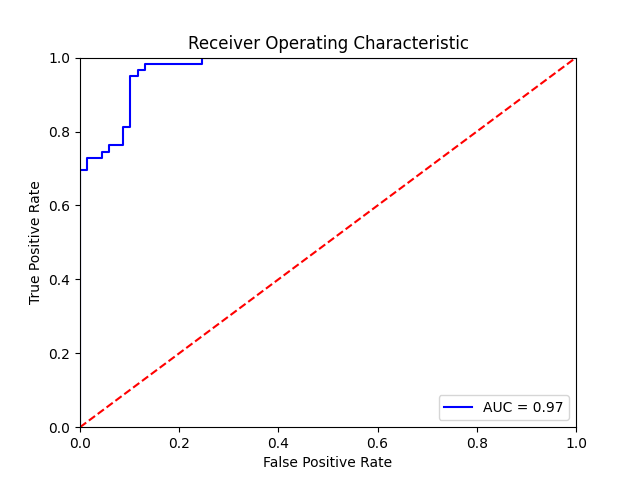 Receiver Operating Characteristic
1.0
0.8
0.6
0.4
0.2
0.0
True Positive Rate
AUC = 0.97
0.0 0.2 0.4 0.6 0.8 1.0
False Positive Rate